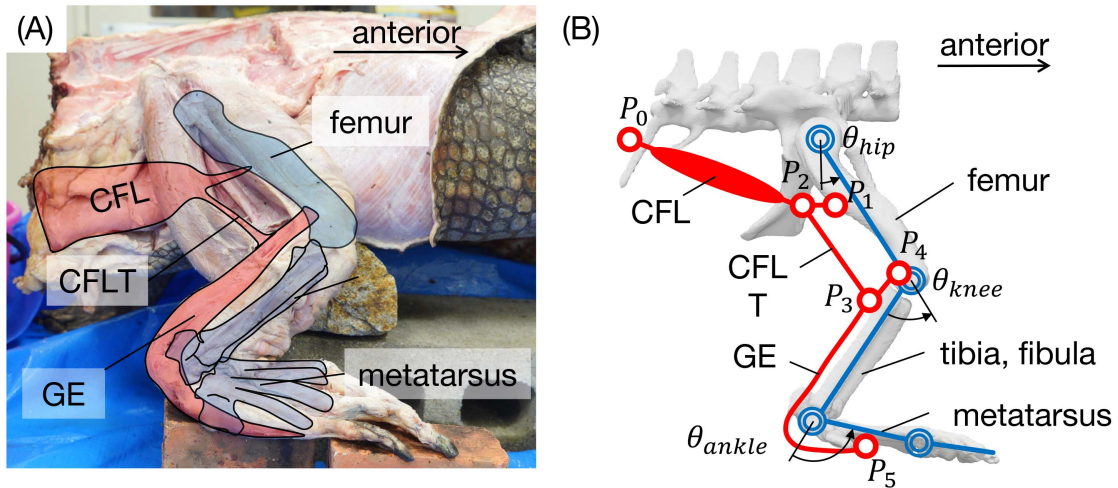 (A)
anterior
femur
CFL
CFLT
GE
metatarsus
(B)
anterior
P0
θhip
P2
P1
femur
CFL
P4
CFL
T
θknee
P3
GE
tibia, fibula
metatarsus
θankle
P5